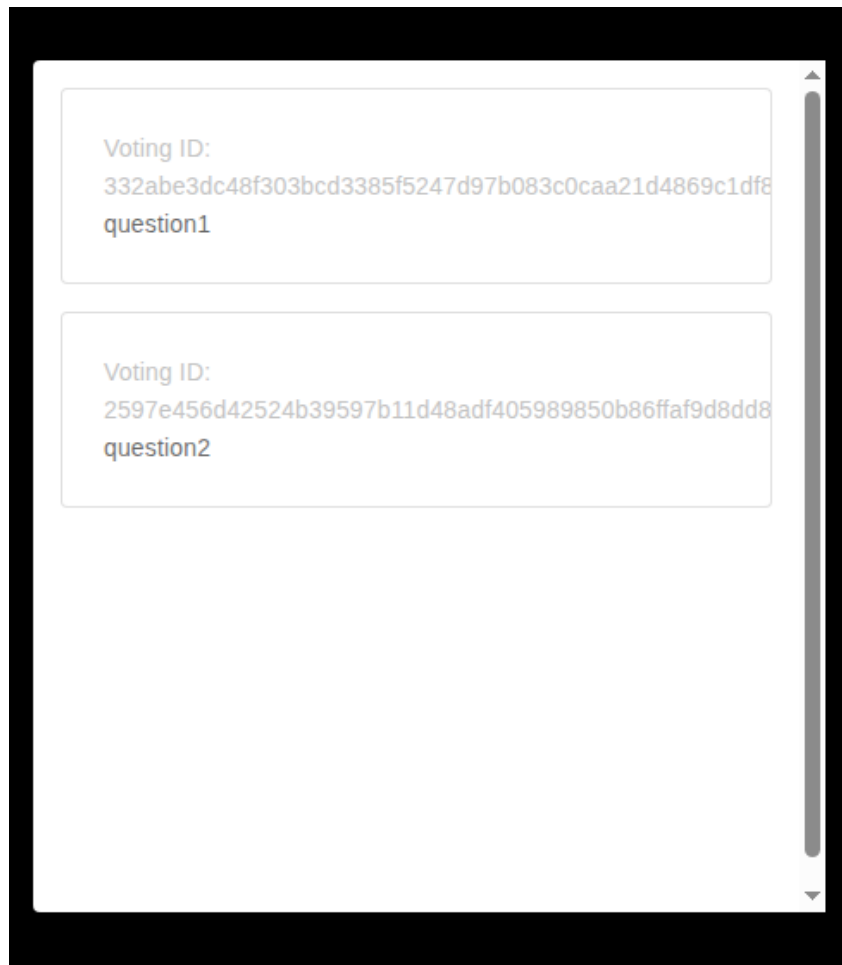 Voting ID:
332abe3dc48f303bcd3385f5247d97b083c0caa21d4869c1df8
question1
Voting ID:
2597e456d42524b39597b11d48adf405989850b86ffaf9d8dd8
question2